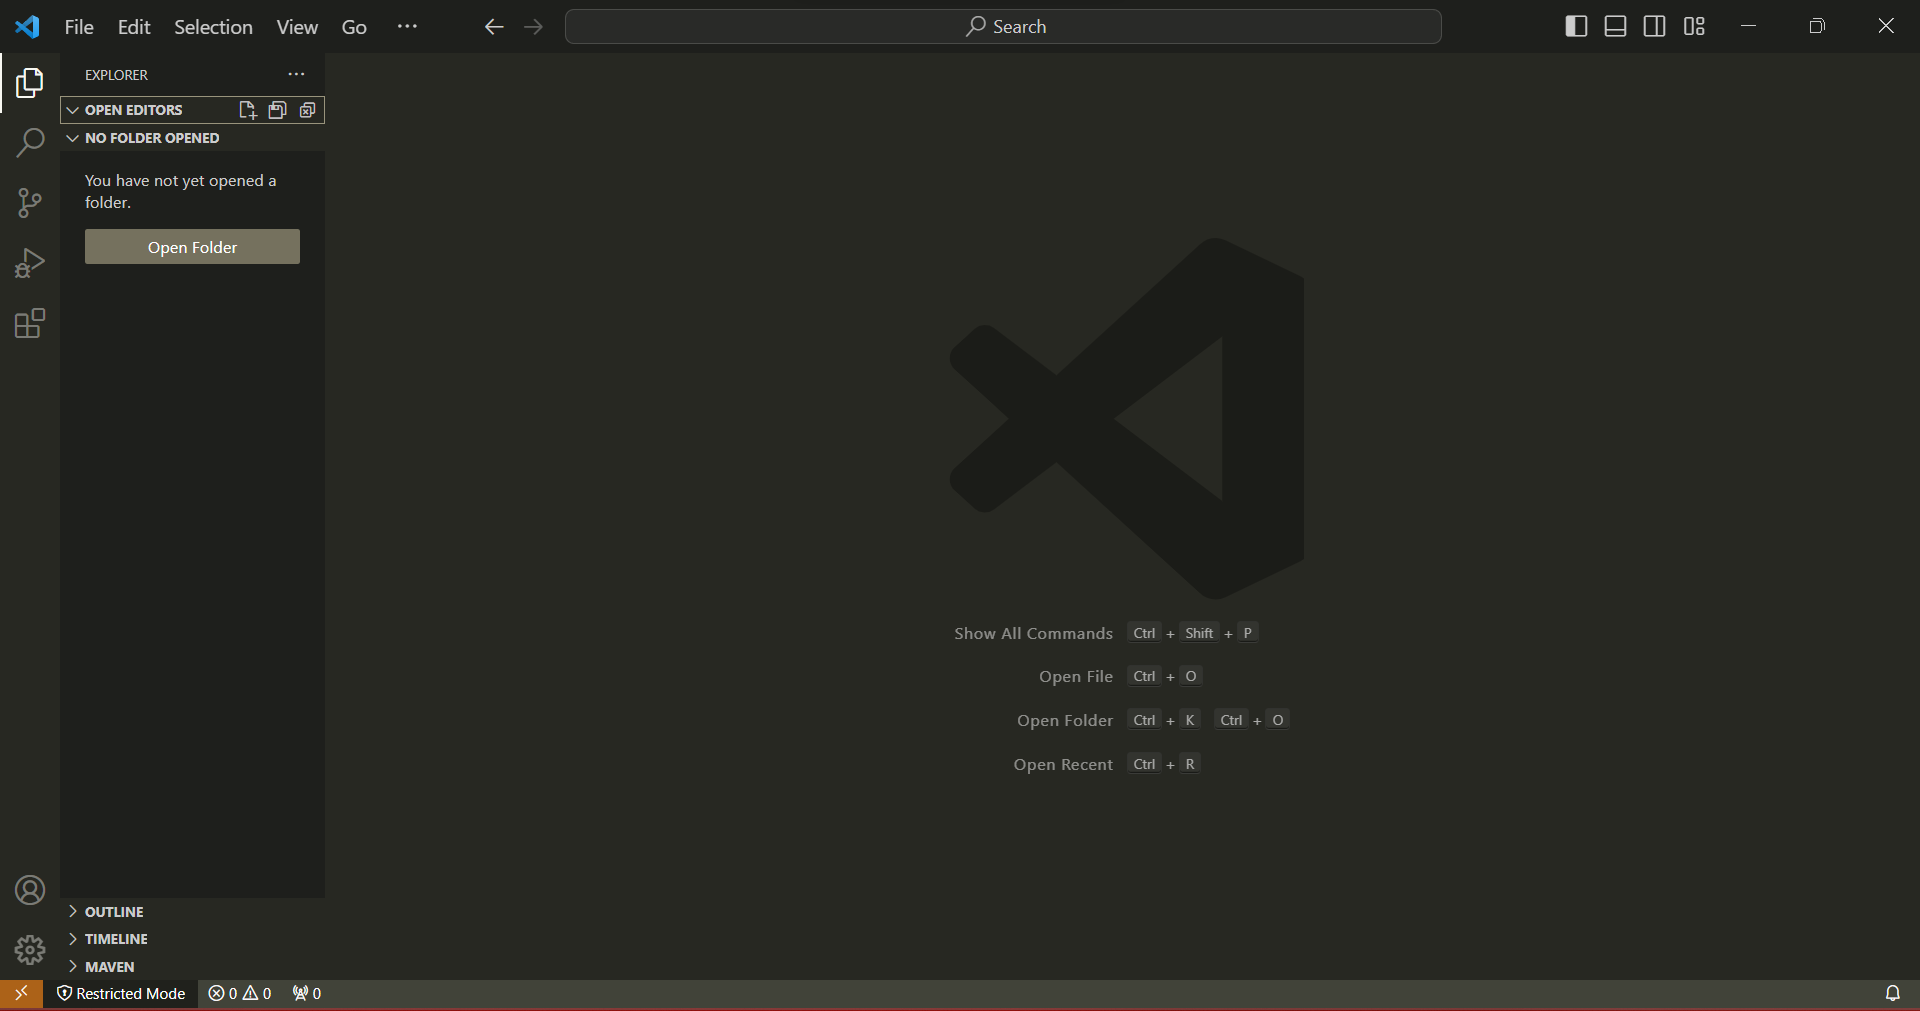 File Edit Selection View Go ··· Search
EXPLORER ···
OPEN EDITORS
NO FOLDER OPENED
You have not yet opened a
folder.
Open Folder
Show All Commands Ctrl + Shift + P
Open File Ctrl + O
Open Folder Ctrl + K Ctrl + O
Open Recent Ctrl + R
OUTLINE
TIMELINE
MAVEN
Restricted Mode 0 0 0